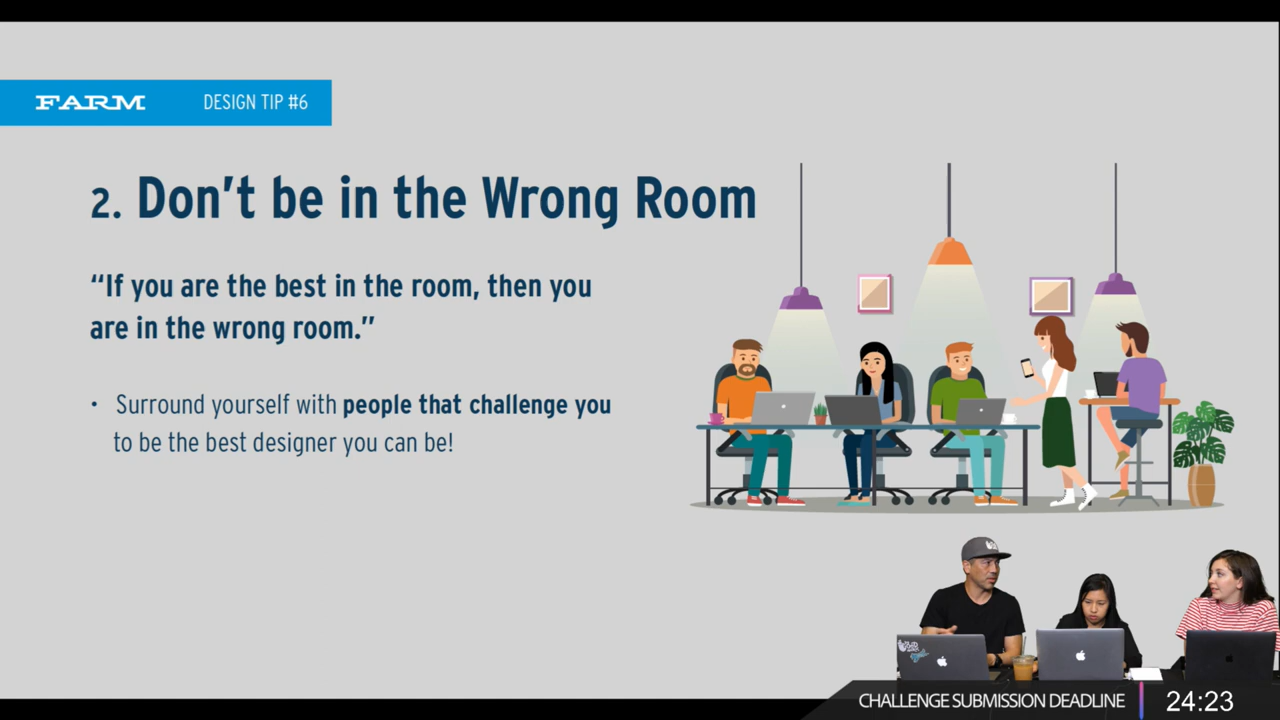 FARM DESIGN TIP #6
2. Don't be in the Wrong Room
“If you are the best in the room, then you
are in the wrong room.”
• Surround yourself with people that challenge you
to be the best designer you can be!
CHALLENGE SUBMISSION DEADLINE 24:23